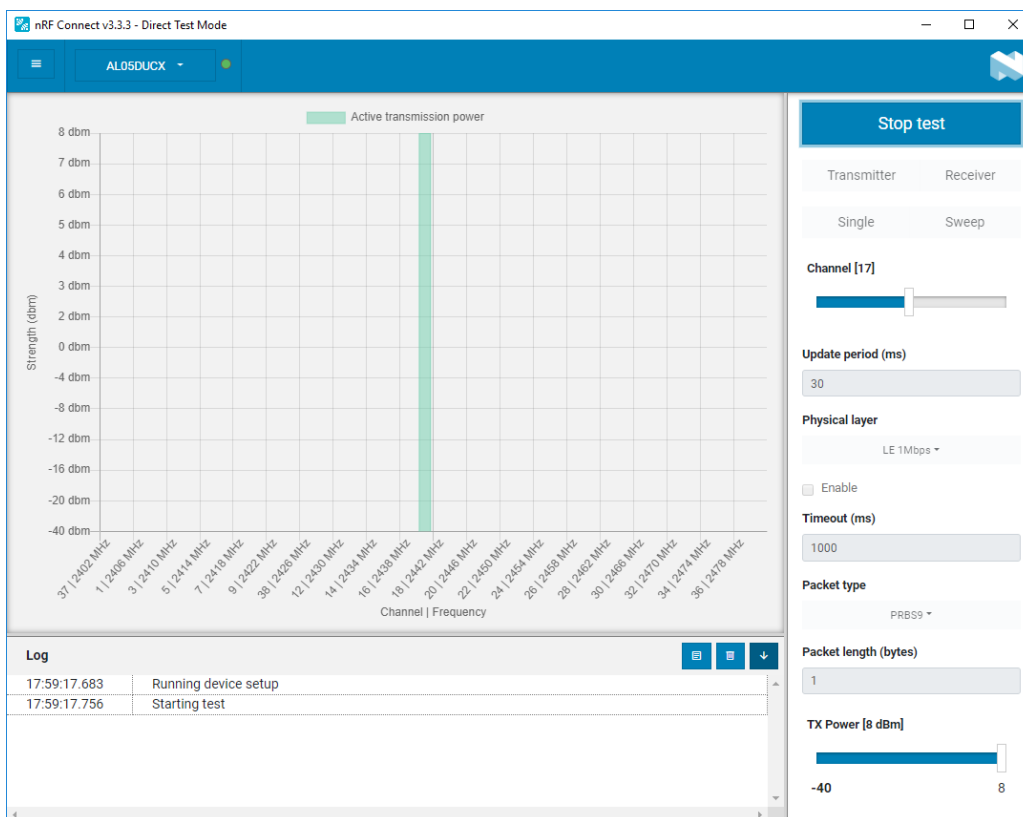 nRF Connect v3.3.3 - Direct Test Mode
AL05DUCX
Active transmission power
8 dbm
7 dbm
6 dbm
5 dbm
4 dbm
3 dbm
2 dbm
0 dbm
-4 dbm
-8 dbm
-12 dbm
-16 dbm
-20 dbm
-40 dbm
Strength (dbm)
37 | 2402 MHz
1 | 2406 MHz
3 | 2410 MHz
5 | 2414 MHz
7 | 2418 MHz
9 | 2422 MHz
38 | 2426 MHz
12 | 2430 MHz
14 | 2434 MHz
16 | 2438 MHz
18 | 2442 MHz
20 | 2446 MHz
22 | 2450 MHz
24 | 2454 MHz
26 | 2458 MHz
28 | 2462 MHz
30 | 2466 MHz
32 | 2470 MHz
34 | 2474 MHz
36 | 2478 MHz
Channel | Frequency
Log
17:59:17.683 Running device setup
17:59:17.756 Starting test
Stop test
Transmitter Receiver
Single Sweep
Channel [17]
Update period (ms)
30
Physical layer
LE 1Mbps
Enable
Timeout (ms)
1000
Packet type
PRBS9
Packet length (bytes)
1
TX Power [8 dBm]
-40 8